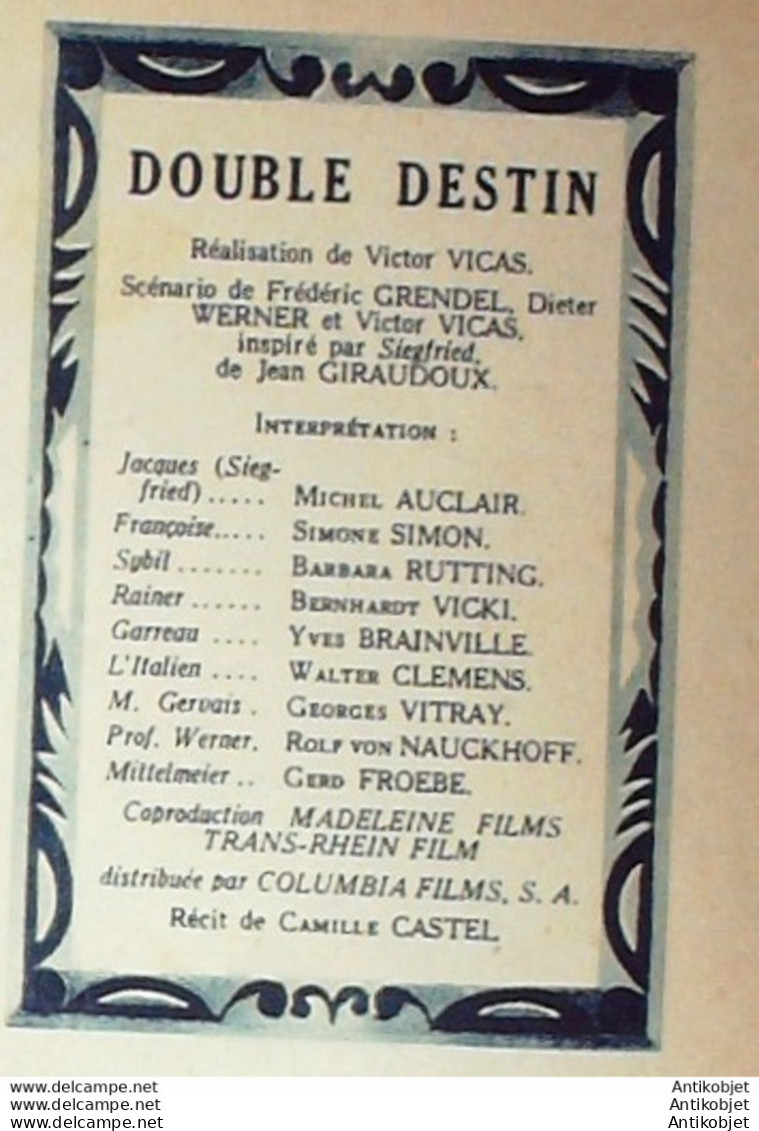 DOUBLE DESTIN
Réalisation de Victor VICAS.
Scénario de Frédéric GRENDEL, Dieter
WERNER et Victor VICAS,
inspiré par Siegfried,
de Jean GIRAUDOUX.
INTERPRÉTATION :
Jacques (Sieg-
fried) ..... MICHEL AUCLAIR.
Françoise..... SIMONE SIMON.
Sybil ....... BARBARA RUTTING.
Rainer ...... BERNHARDT VICKI.
Garreau .... YVES BRAINVILLE.
L'Italien .... WALTER CLEMENS.
M. Gervais . GEORGES VITRAY.
Prof. Werner. ROLF VON NAUCKHOFF.
Mittelmeier .. GERD FROEBE.
Coproduction MADELEINE FILMS
TRANS-RHEIN FILM
distribuée par COLUMBIA FILMS, S. A.
Récit de CAMILLE CASTEL
www.delcampe.net Antikobjet
www.delcampe.net Antikobjet
www.delcampe.net Antikobjet